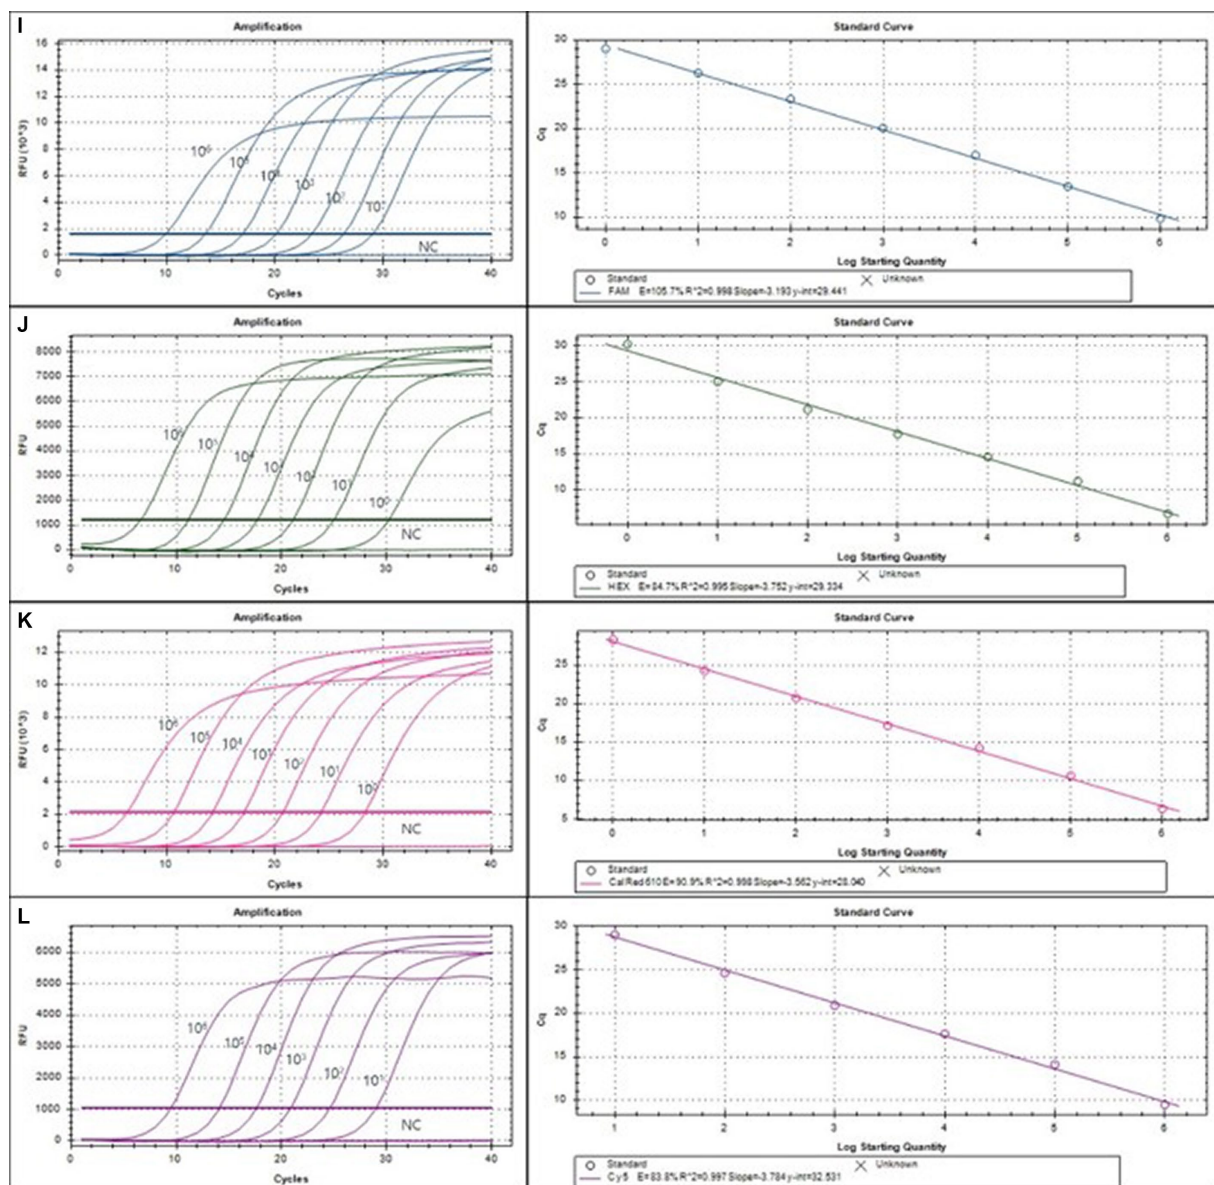 I
Amplification
RFU (10^3)
16
14
12
10
8
6
4
2
0
10⁶
10⁵
10³
10²
10
NC
0 10 20 30 40
Cycles
Standard Curve
Cq
30
25
20
15
10
0 1 2 3 4 5 6
Log Starting Quantity
Standard Unknown
FAM E=105.7% R^2=0.998 Slope=-3.193 y-int=29.441
J
Amplification
RFU
8000
7000
6000
5000
4000
3000
2000
1000
0
10⁶
10⁵
10⁴
10²
10¹
10⁰
NC
0 10 20 30 40
Cycles
Standard Curve
Cq
30
25
20
15
10
0 1 2 3 4 5 6
Log Starting Quantity
Standard Unknown
HEX E=84.7% R^2=0.995 Slope=-3.752 y-int=29.334
K
Amplification
RFU (10^3)
12
10
8
6
4
2
0
10⁶
10⁵
10⁴
10²
10¹
10⁰
NC
0 10 20 30 40
Cycles
Standard Curve
Cq
25
20
15
10
5
0 1 2 3 4 5 6
Log Starting Quantity
Standard Unknown
Cal Red 610 E=90.9% R^2=0.998 Slope=-3.562 y-int=28.040
L
Amplification
RFU
6000
5000
4000
3000
2000
1000
0
10⁶
10⁵
10⁴
10³
10²
10¹
NC
0 10 20 30 40
Cycles
Standard Curve
Cq
30
25
20
15
10
1 2 3 4 5 6
Log Starting Quantity
Standard Unknown
Cy5 E=83.8% R^2=0.997 Slope=-3.784 y-int=32.531